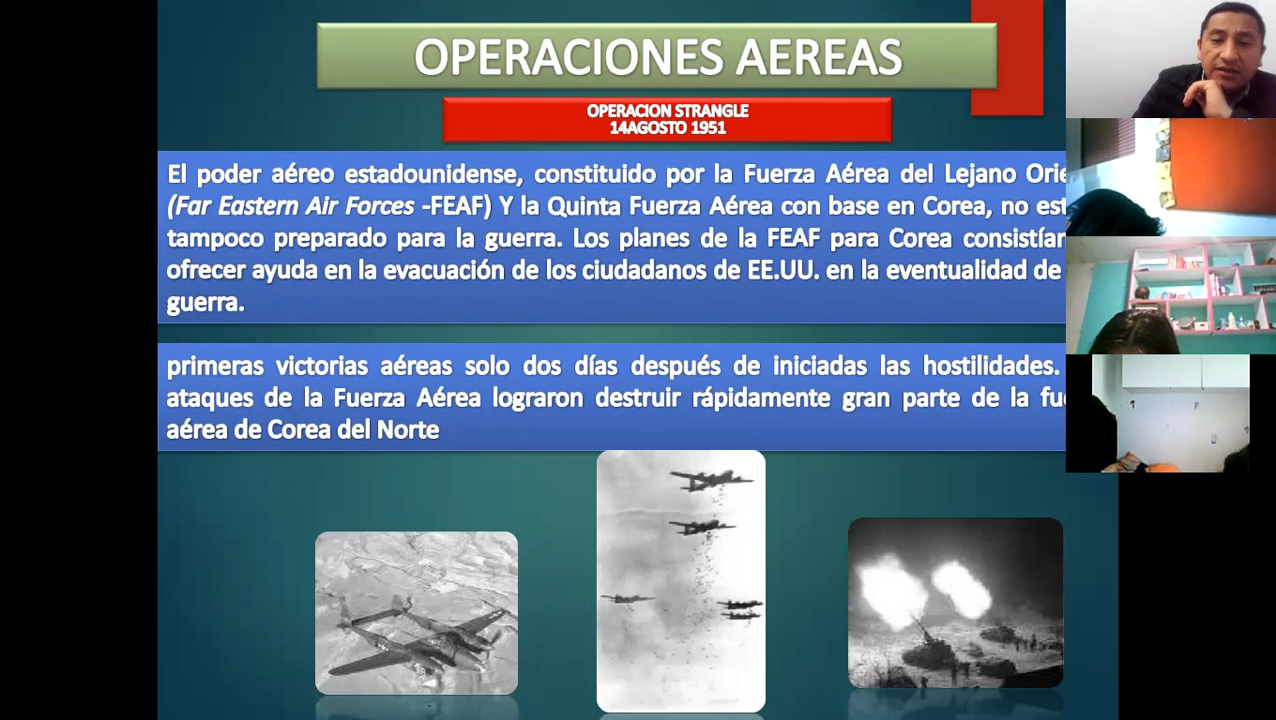 OPERACIONES AEREAS
OPERACION STRANGLE
14AGOSTO 1951
El poder aéreo estadounidense, constituido por la Fuerza Aérea del Lejano
(Far Eastern Air Forces -FEAF) Y la Quinta Fuerza Aérea con base en Corea, no
tampoco preparado para la guerra. Los planes de la FEAF para Corea
ofrecer ayuda en la evacuación de los ciudadanos de EE.UU. en la eventualidad de
guerra.
primeras victorias aéreas solo dos días después de iniciadas las hostilidades.
ataques de la Fuerza Aérea lograron destruir rápidamente gran parte de la
aérea de Corea del Norte